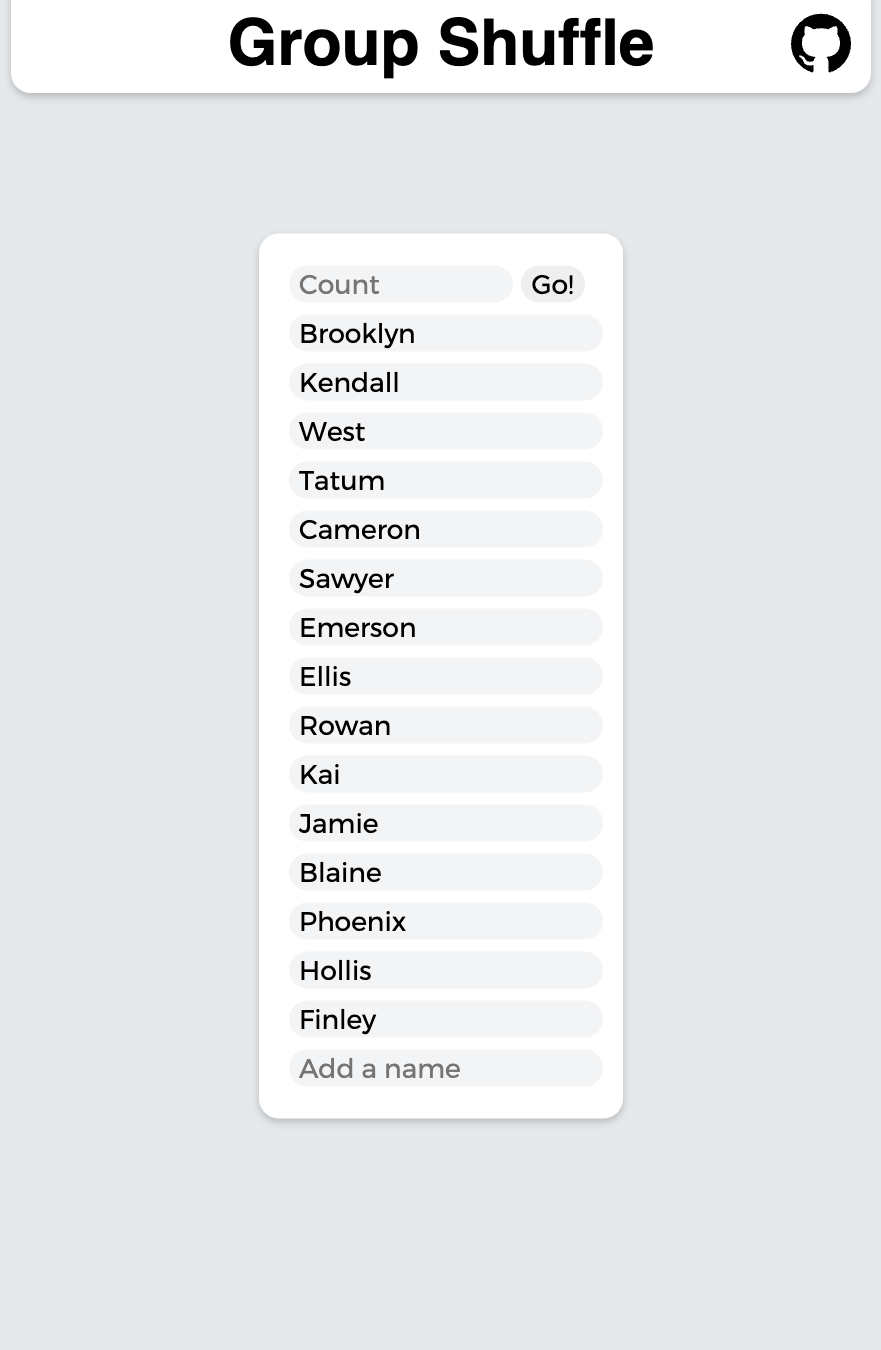 Group Shuffle
Count Go!
Brooklyn
Kendall
West
Tatum
Cameron
Sawyer
Emerson
Ellis
Rowan
Kai
Jamie
Blaine
Phoenix
Hollis
Finley
Add a name